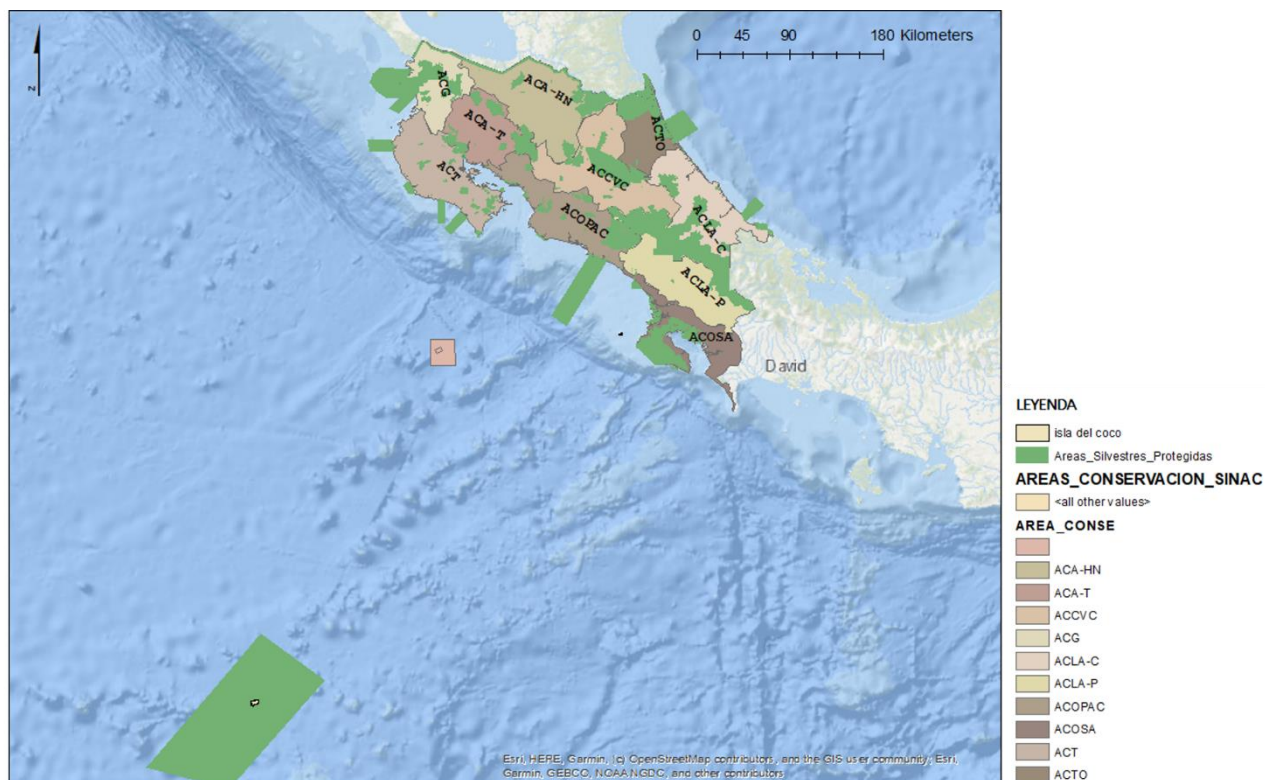 0 45 90 180 Kilometers
z
ACG
ACA-HN
ACA-T
ACTO
ACT
ACCVC
ACOPAC
ACLA-C
ACLA-P
ACOSA
David
Esri, HERE, Garmin, (c) OpenStreetMap contributors, and the GIS user community; Esri,
Garmin, GEBCO, NOAA NGDC, and other contributors
LEYENDA
isla del coco
Areas_Silvestres_Protegidas
AREAS_CONSERVACION_SINAC
<all other values>
AREA_CONSE
ACA-HN
ACA-T
ACCVC
ACG
ACLA-C
ACLA-P
ACOPAC
ACOSA
ACT
ACTO